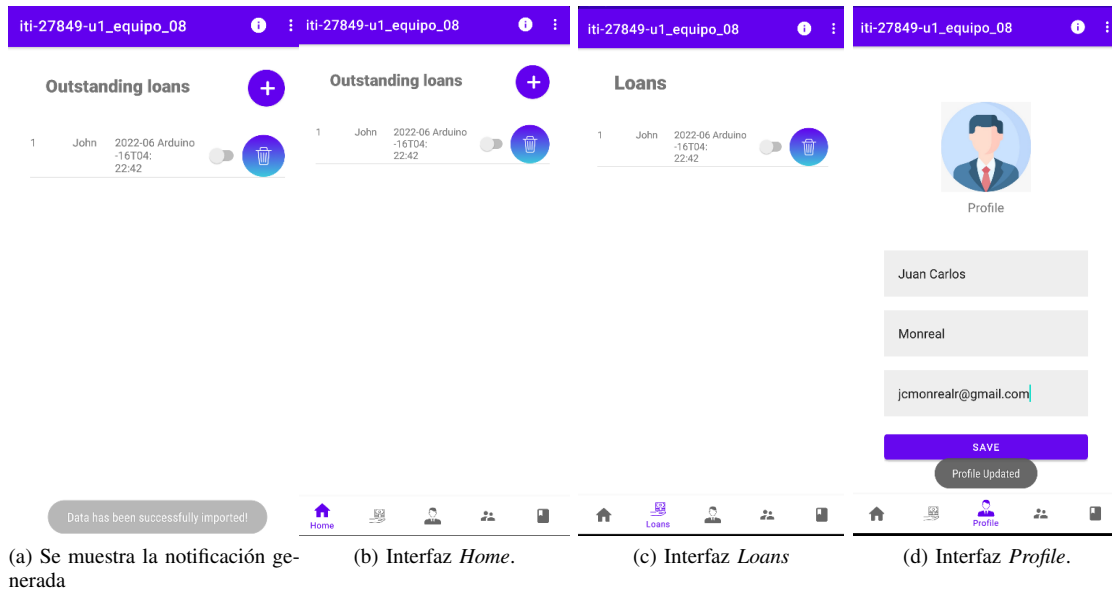 iti-27849-u1_equipo_08
Outstanding loans
+
1 John 2022-06 Arduino
-16T04:
22:42
Data has been successfully imported!
(a) Se muestra la notificación ge-
nerada
iti-27849-u1_equipo_08
Outstanding loans
+
1 John 2022-06 Arduino
-16T04:
22:42
Home
(b) Interfaz Home.
iti-27849-u1_equipo_08
Loans
1 John 2022-06 Arduino
-16T04:
22:42
Loans
(c) Interfaz Loans
iti-27849-u1_equipo_08
Profile
Juan Carlos
Monreal
jcmonrealr@gmail.com
SAVE
Profile Updated
Profile
(d) Interfaz Profile.